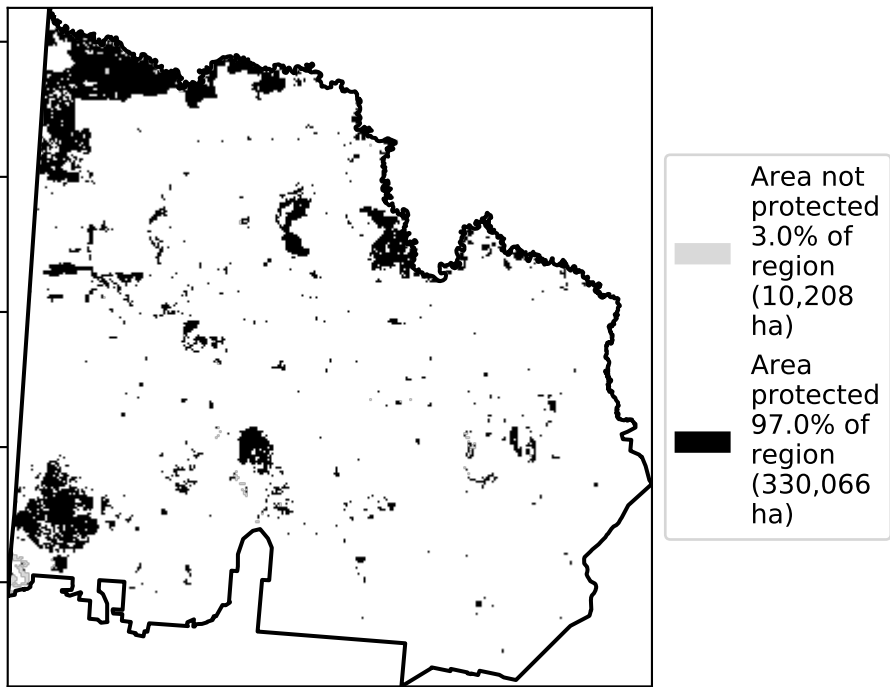 Area not
protected
3.0% of
region
(10,208
ha)
Area
protected
97.0% of
region
(330,066
ha)